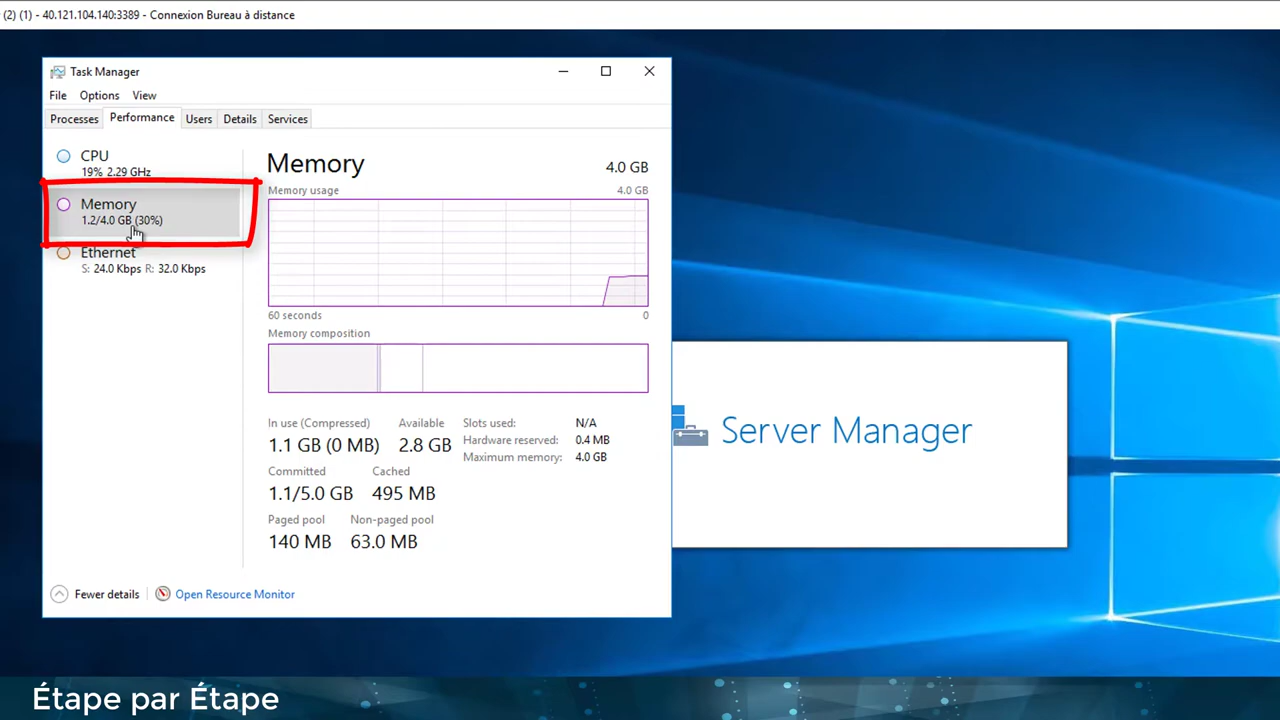 (2) (1) - 40.121.104.140:3389 - Connexion Bureau à distance
Task Manager
File Options View
Processes Performance Users Details Services
CPU
19% 2.29 GHz
Memory
1.2/4.0 GB (30%)
Ethernet
S: 24.0 Kbps R: 32.0 Kbps
Memory 4.0 GB
Memory usage 4.0 GB
60 seconds 0
Memory composition
In use (Compressed) Available
1.1 GB (0 MB) 2.8 GB
Committed Cached
1.1/5.0 GB 495 MB
Paged pool Non-paged pool
140 MB 63.0 MB
Slots used: N/A
Hardware reserved: 0.4 MB
Maximum memory: 4.0 GB
Fewer details Open Resource Monitor
Server Manager
Étape par Étape